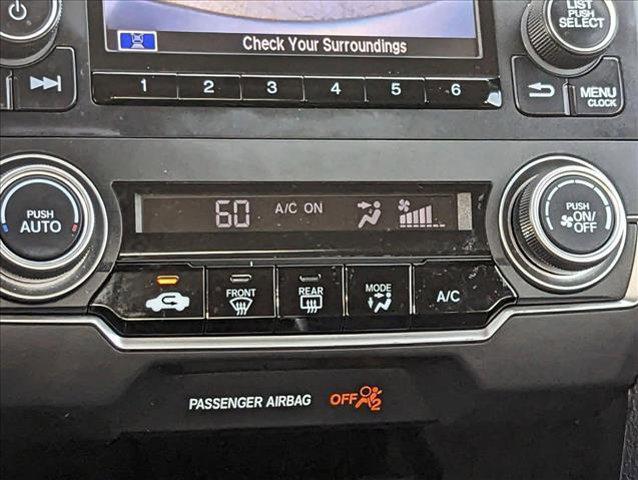 LIST
PUSH
SELECT
Check Your Surroundings
1 2 3 4 5 6
MENU
CLOCK
PUSH
AUTO
60 A/C ON
PUSH
ON/
OFF
FRONT REAR MODE A/C
PASSENGER AIRBAG OFF 2